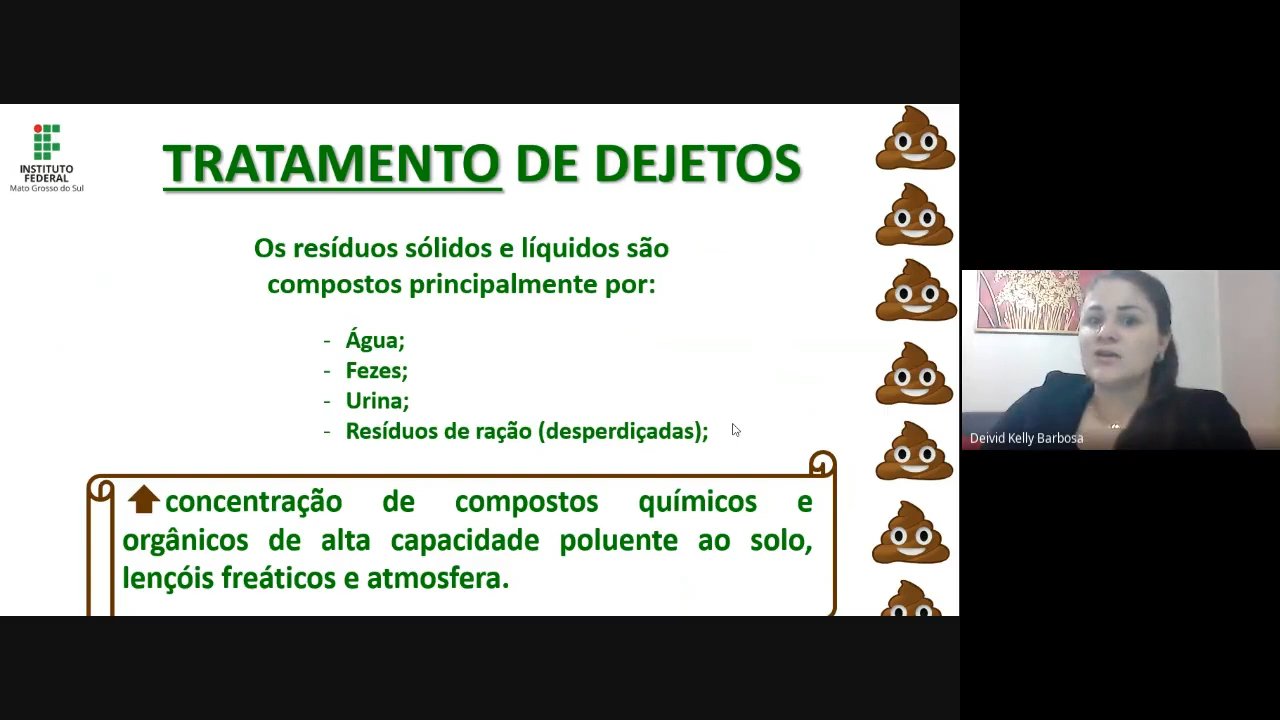 INSTITUTO
FEDERAL
Mato Grosso do Sul
TRATAMENTO DE DEJETOS
Os resíduos sólidos e líquidos são
compostos principalmente por:
- Água;
- Fezes;
- Urina;
- Resíduos de ração (desperdiçadas);
concentração de compostos químicos e
orgânicos de alta capacidade poluente ao solo,
lençóis freáticos e atmosfera.
Deivid Kelly Barbosa